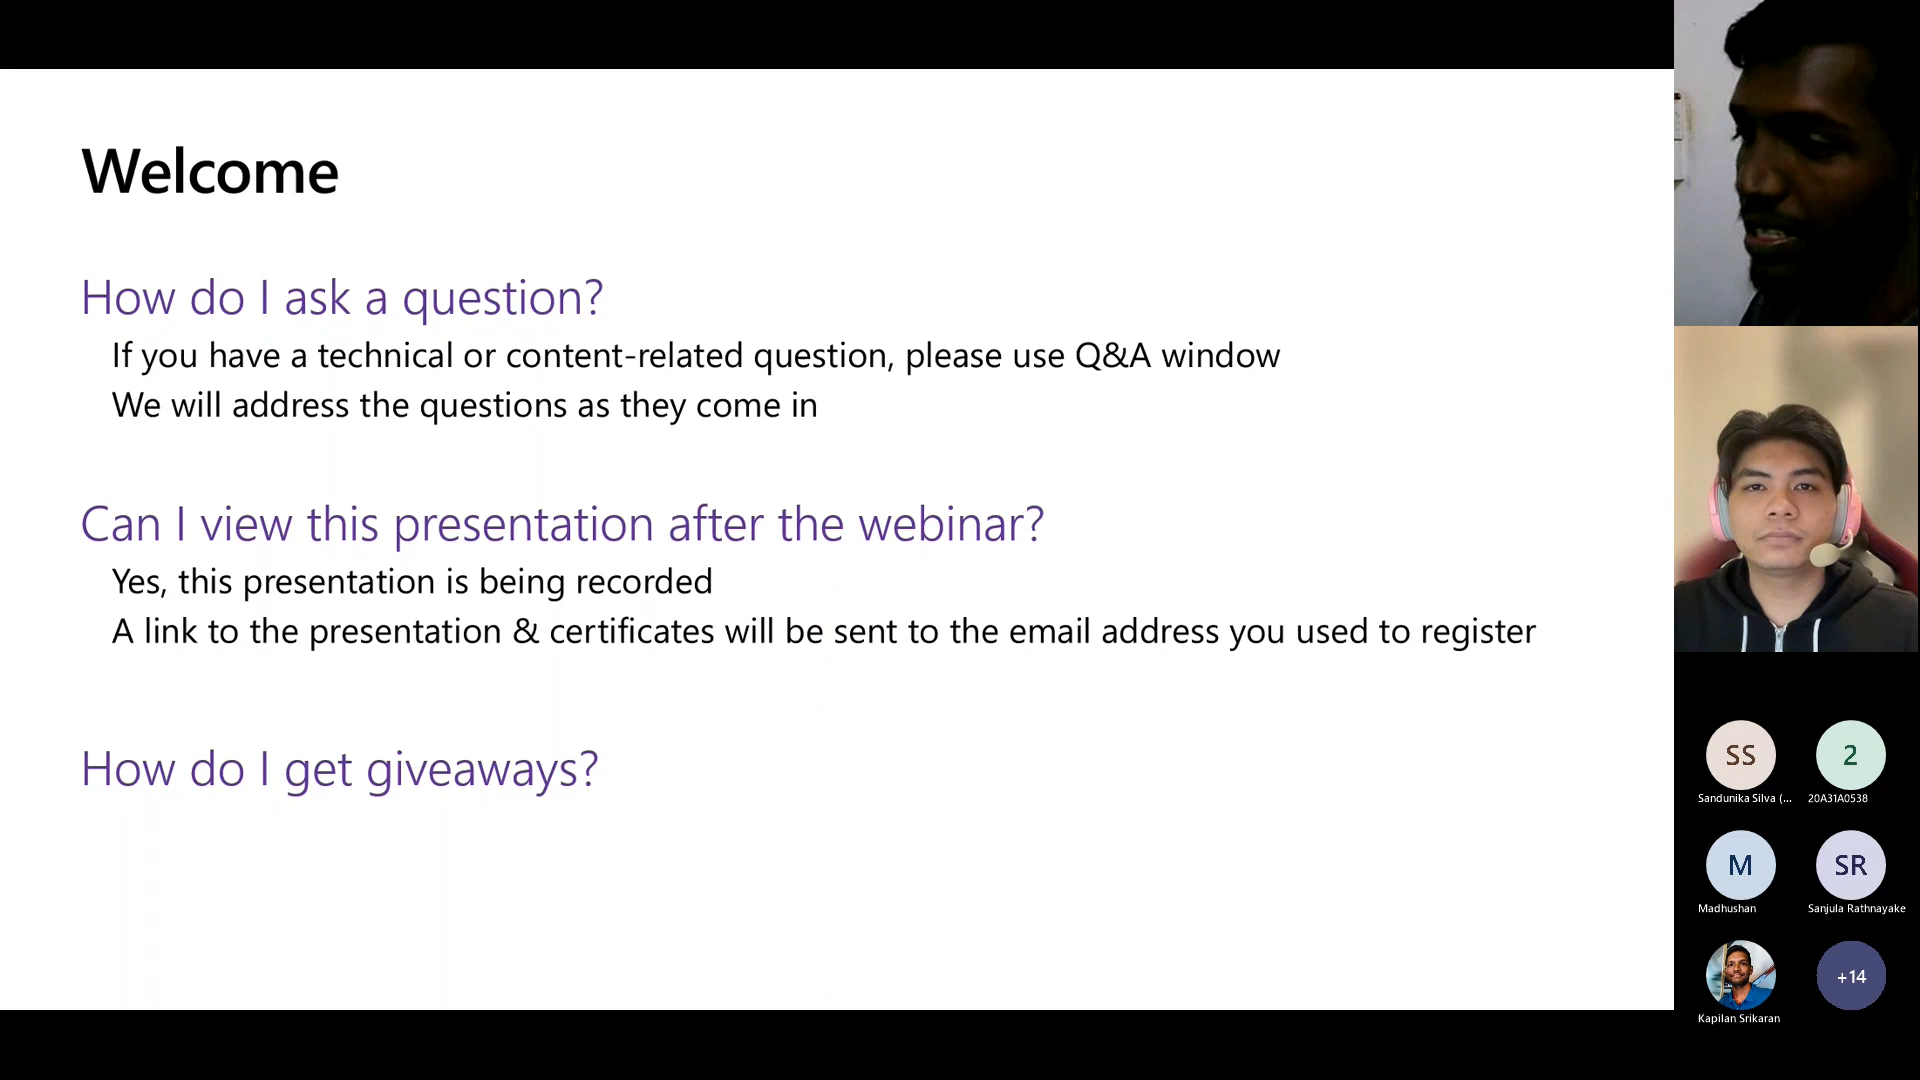 Welcome
How do I ask a question?
If you have a technical or content-related question, please use Q&A window
We will address the questions as they come in
Can I view this presentation after the webinar?
Yes, this presentation is being recorded
A link to the presentation & certificates will be sent to the email address you used to register
How do I get giveaways?
SS
2
Sandunika Silva (...
20A31A0538
M
SR
Madhushan
Sanjula Rathnayake
+14
Kapilan Srikaran